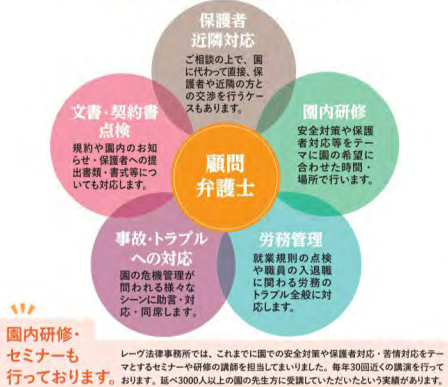 保護者
近隣対応
ご相談の上で、園
に代わって直接、保
護者や近隣の方と
の交渉を行うケー
スもあります。
文書・契約書
点検
規約や園内のお知
らせ・保護者への提
出書類・書式等につ
いても対応します。
園内研修
安全対策や保護
者対応等をテー
マに園の希望に
合わせた時間・
場所で行います。
顧問
弁護士
事故・トラブル
への対応
園の危機管理が
問われる様々な
シーンに助言・対
応・同席します。
労務管理
就業規則の点検
や職員の入退職
に関わる労務の
トラブル全般に対
応します。
園内研修・
セミナーも
行っております。
レーヴ法律事務所では、これまでに園での安全対策や保護者対応・苦情対応をテー
マとするセミナーや研修の講師を担当してまいりました。毎年30回近くの講演を行って
おります。延べ3000人以上の園の先生方に受講していただいたという実績があります。